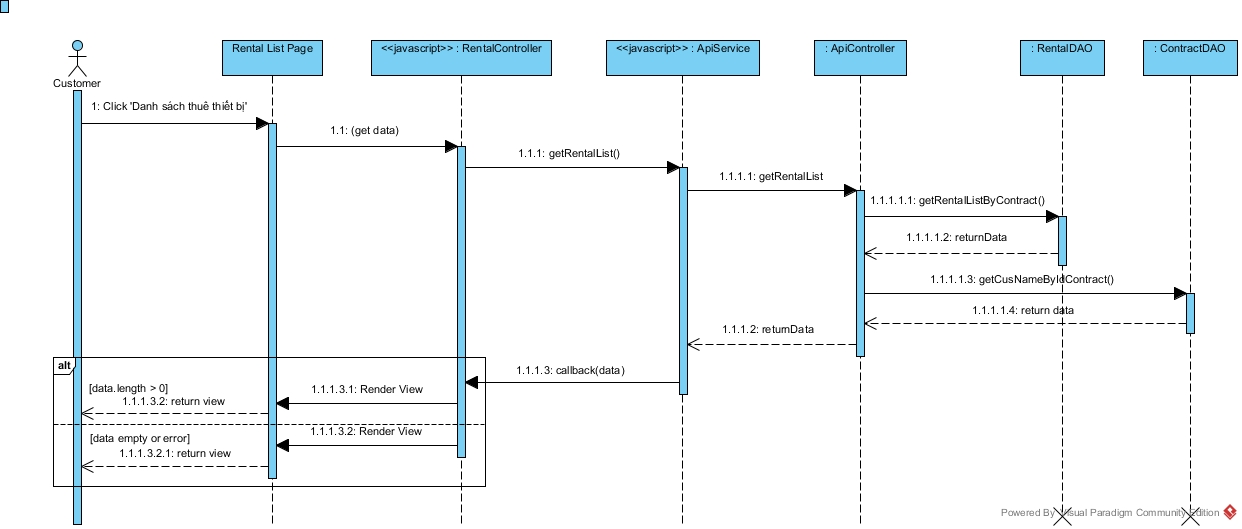 Rental List Page
<<javascript>> : RentalController
<<javascript>> : ApiService
: ApiController
: RentalDAO
: ContractDAO
Customer
1: Click 'Danh sách thuê thiết bị'
1.1: (get data)
1.1.1: getRentalList()
1.1.1.1: getRentalList
1.1.1.1.1: getRentalListByContract()
1.1.1.1.2: returnData
1.1.1.1.3: getCusNameByIdContract()
1.1.1.1.4: return data
1.1.1.2: returnData
alt
1.1.1.3: callback(data)
[data.length > 0]
1.1.1.3.1: Render View
1.1.1.3.2: return view
[data empty or error]
1.1.1.3.2: Render View
1.1.1.3.2.1: return view
Powered By Visual Paradigm Community Edition